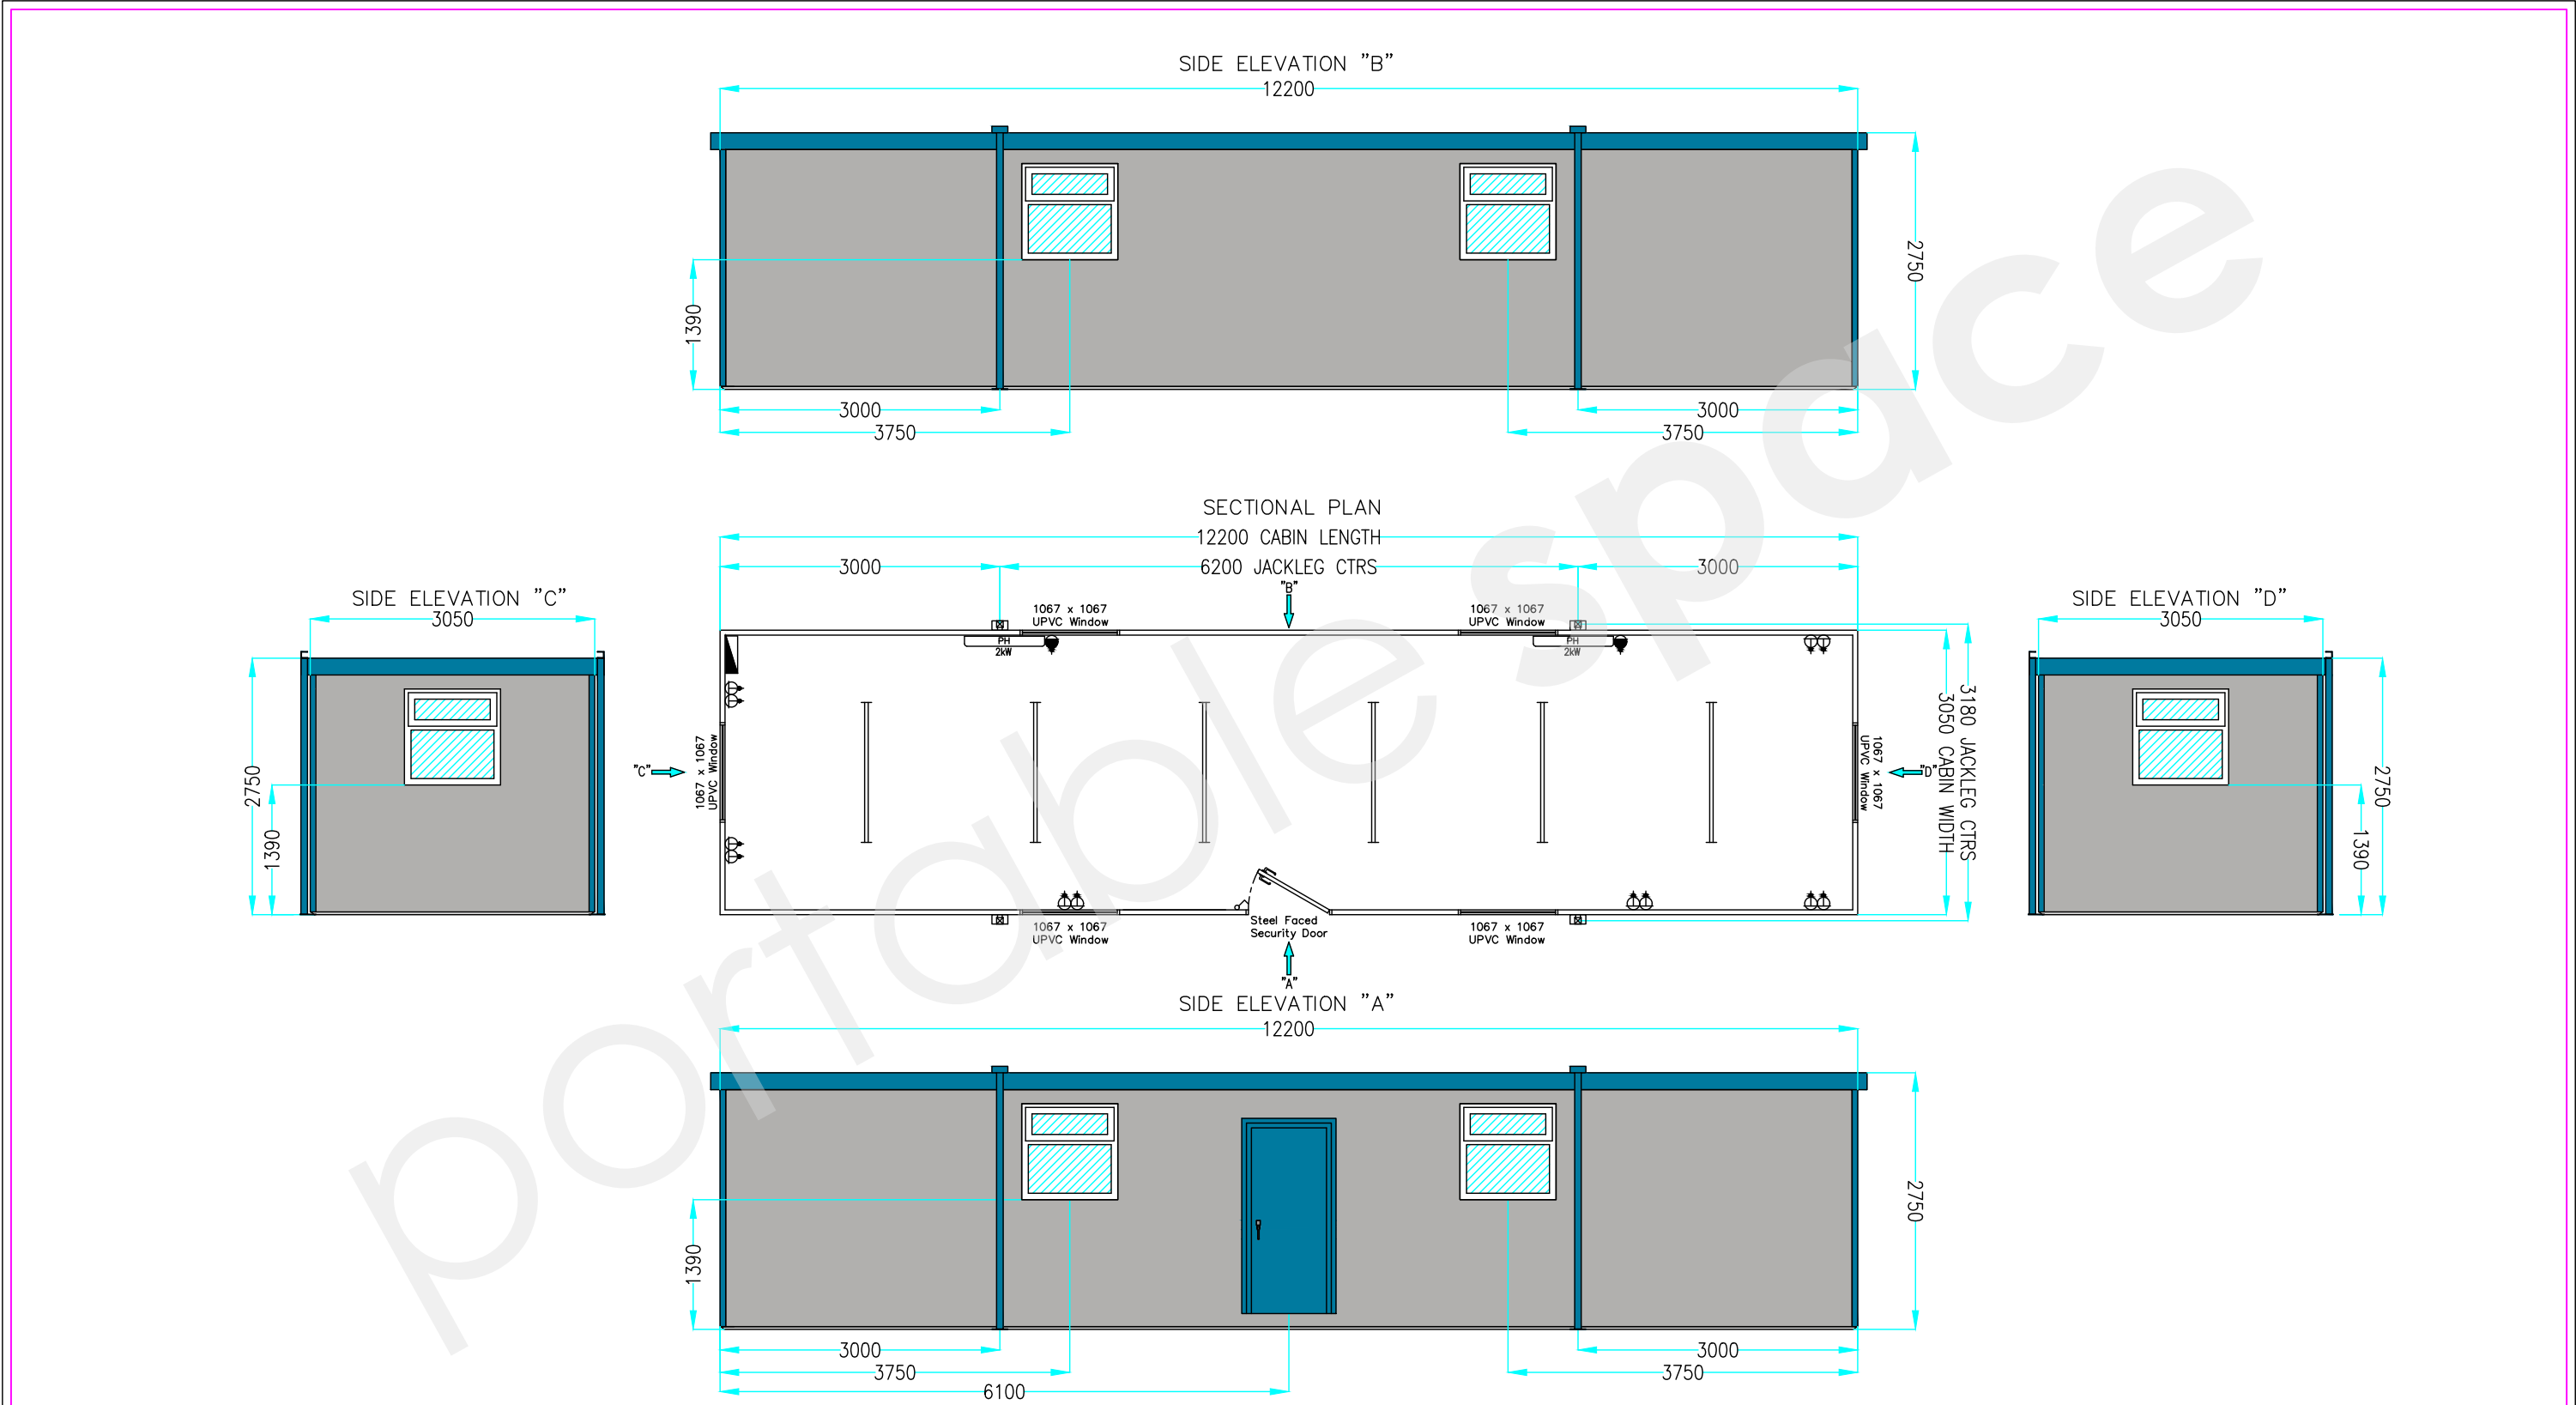 SIDE ELEVATION "B"
12200
2750
1390
3000
3000
3750
3750
SECTIONAL PLAN
12200 CABIN LENGTH
3000
6200 JACKLEG CTRS
3000
"B"
SIDE ELEVATION "C"
3050
2750
1390
1067 x 1067
UPVC Window
1067 x 1067
UPVC Window
PH
2kW
PH
2kW
"C"
1067 x 1067
UPVC Window
1067 x 1067
UPVC Window
"D"
3050 CABIN WIDTH
3180 JACKLEG CTRS
SIDE ELEVATION "D"
3050
2750
1390
1067 x 1067
UPVC Window
Steel Faced
Security Door
1067 x 1067
UPVC Window
"A"
SIDE ELEVATION "A"
12200
2750
1390
3000
3000
3750
3750
6100
portable space